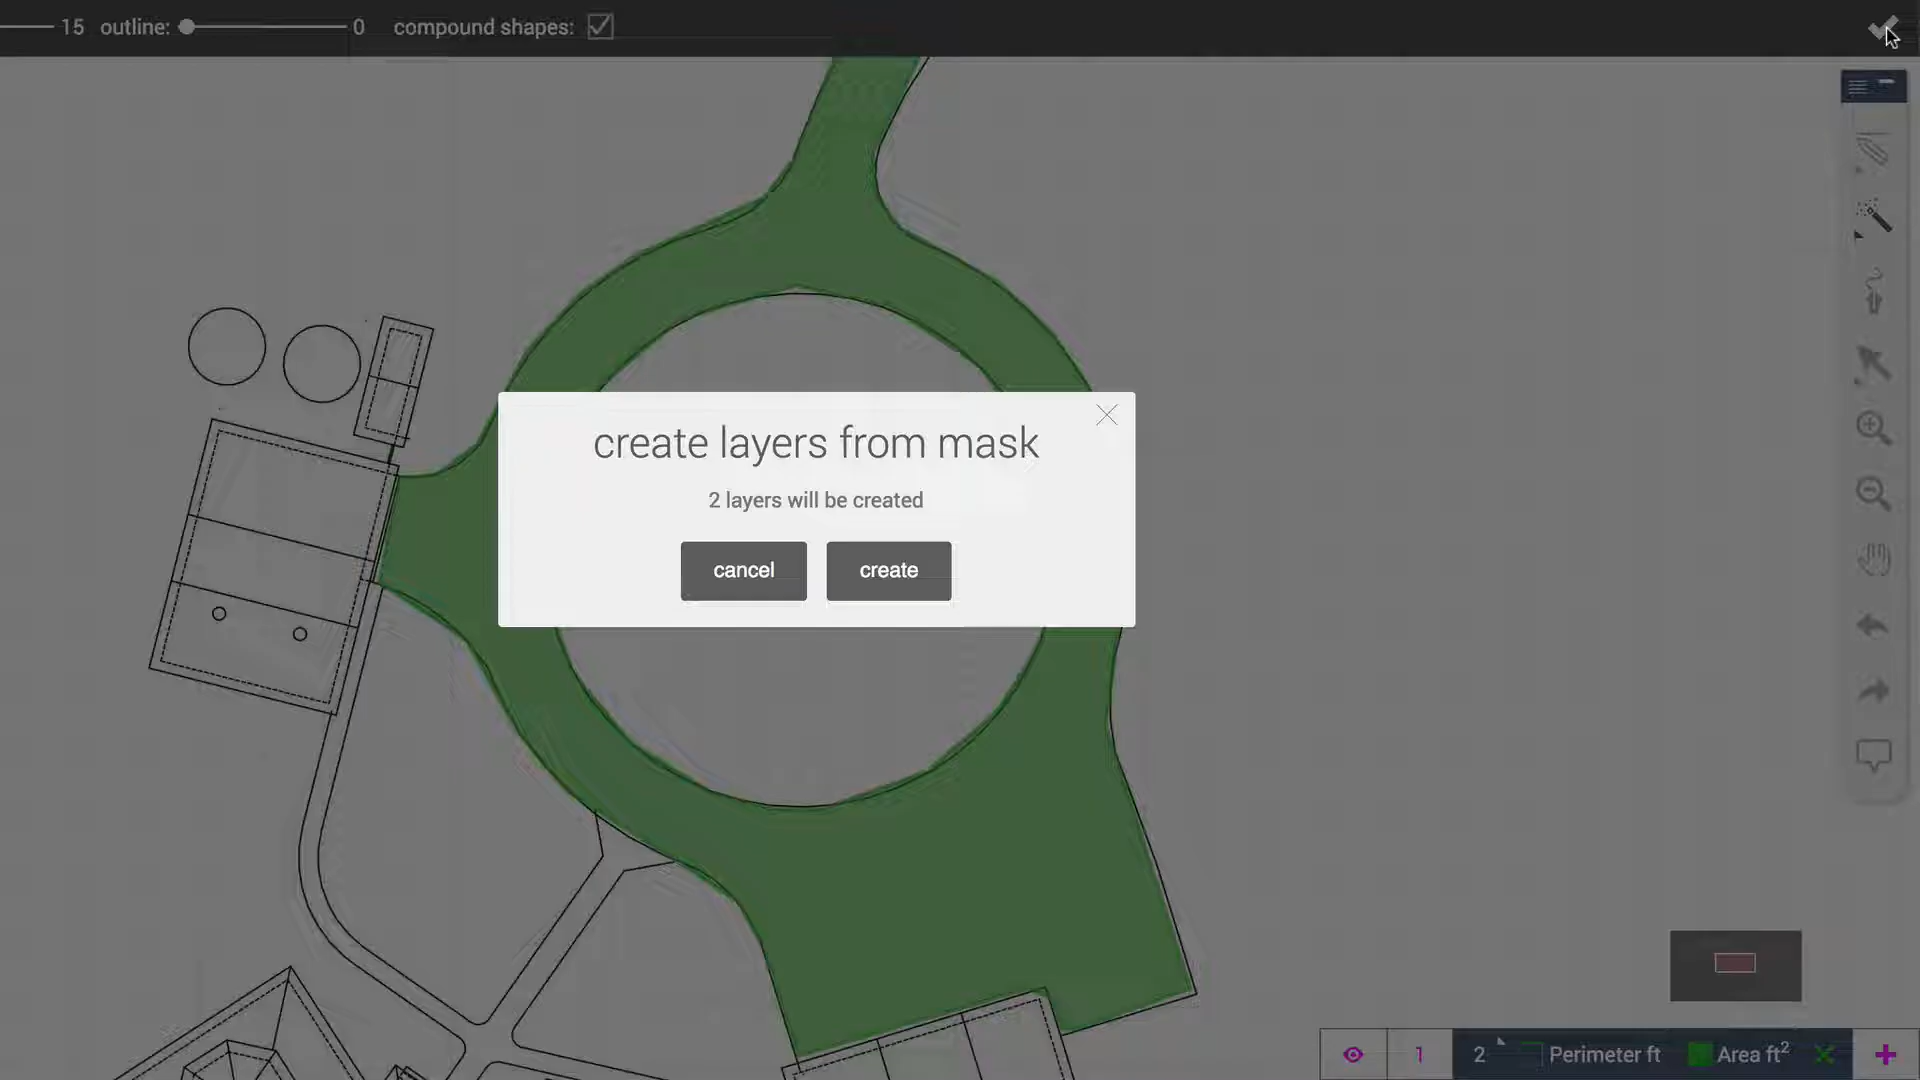 15 outline: 0 compound shapes:
create layers from mask
2 layers will be created
cancel create
1 2 Perimeter ft Area ft²